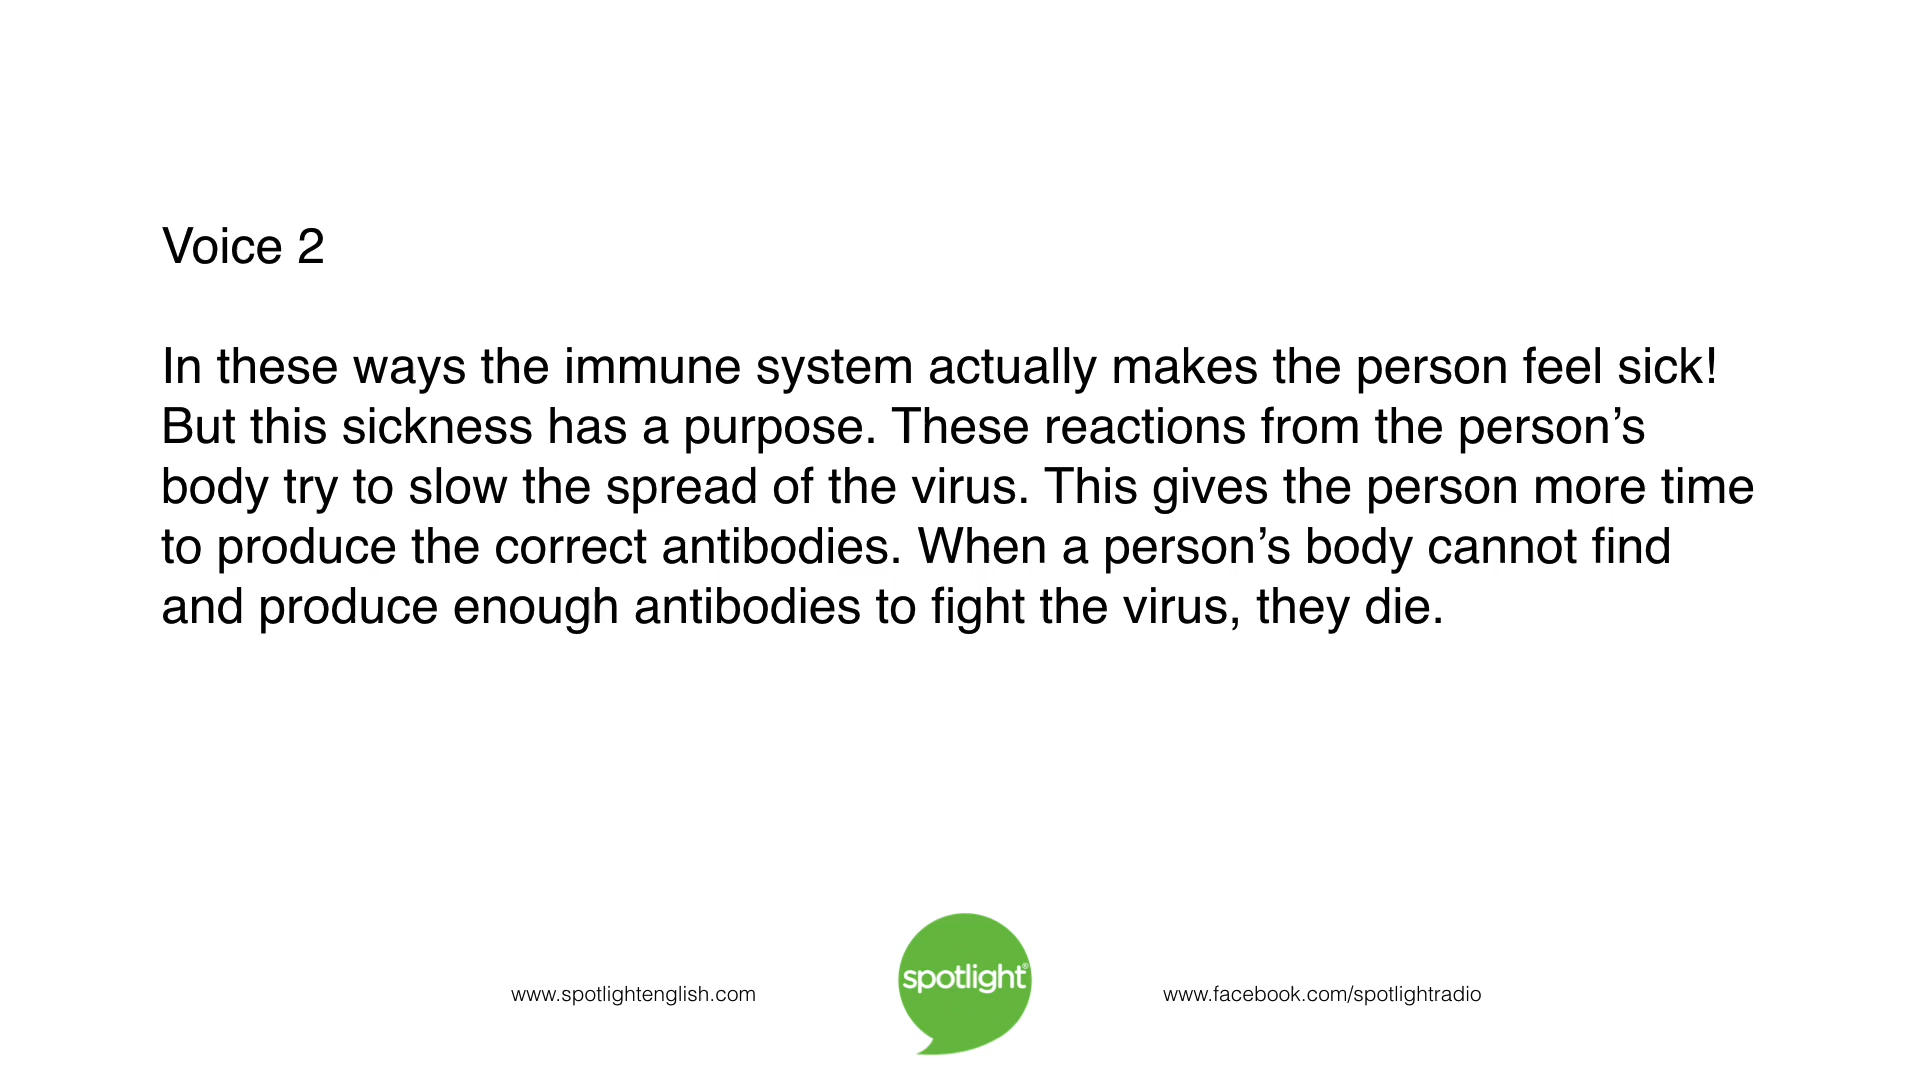 Voice 2
In these ways the immune system actually makes the person feel sick!
But this sickness has a purpose. These reactions from the person’s
body try to slow the spread of the virus. This gives the person more time
to produce the correct antibodies. When a person’s body cannot find
and produce enough antibodies to fight the virus, they die.
www.spotlightenglish.com
spotlight®
www.facebook.com/spotlightradio